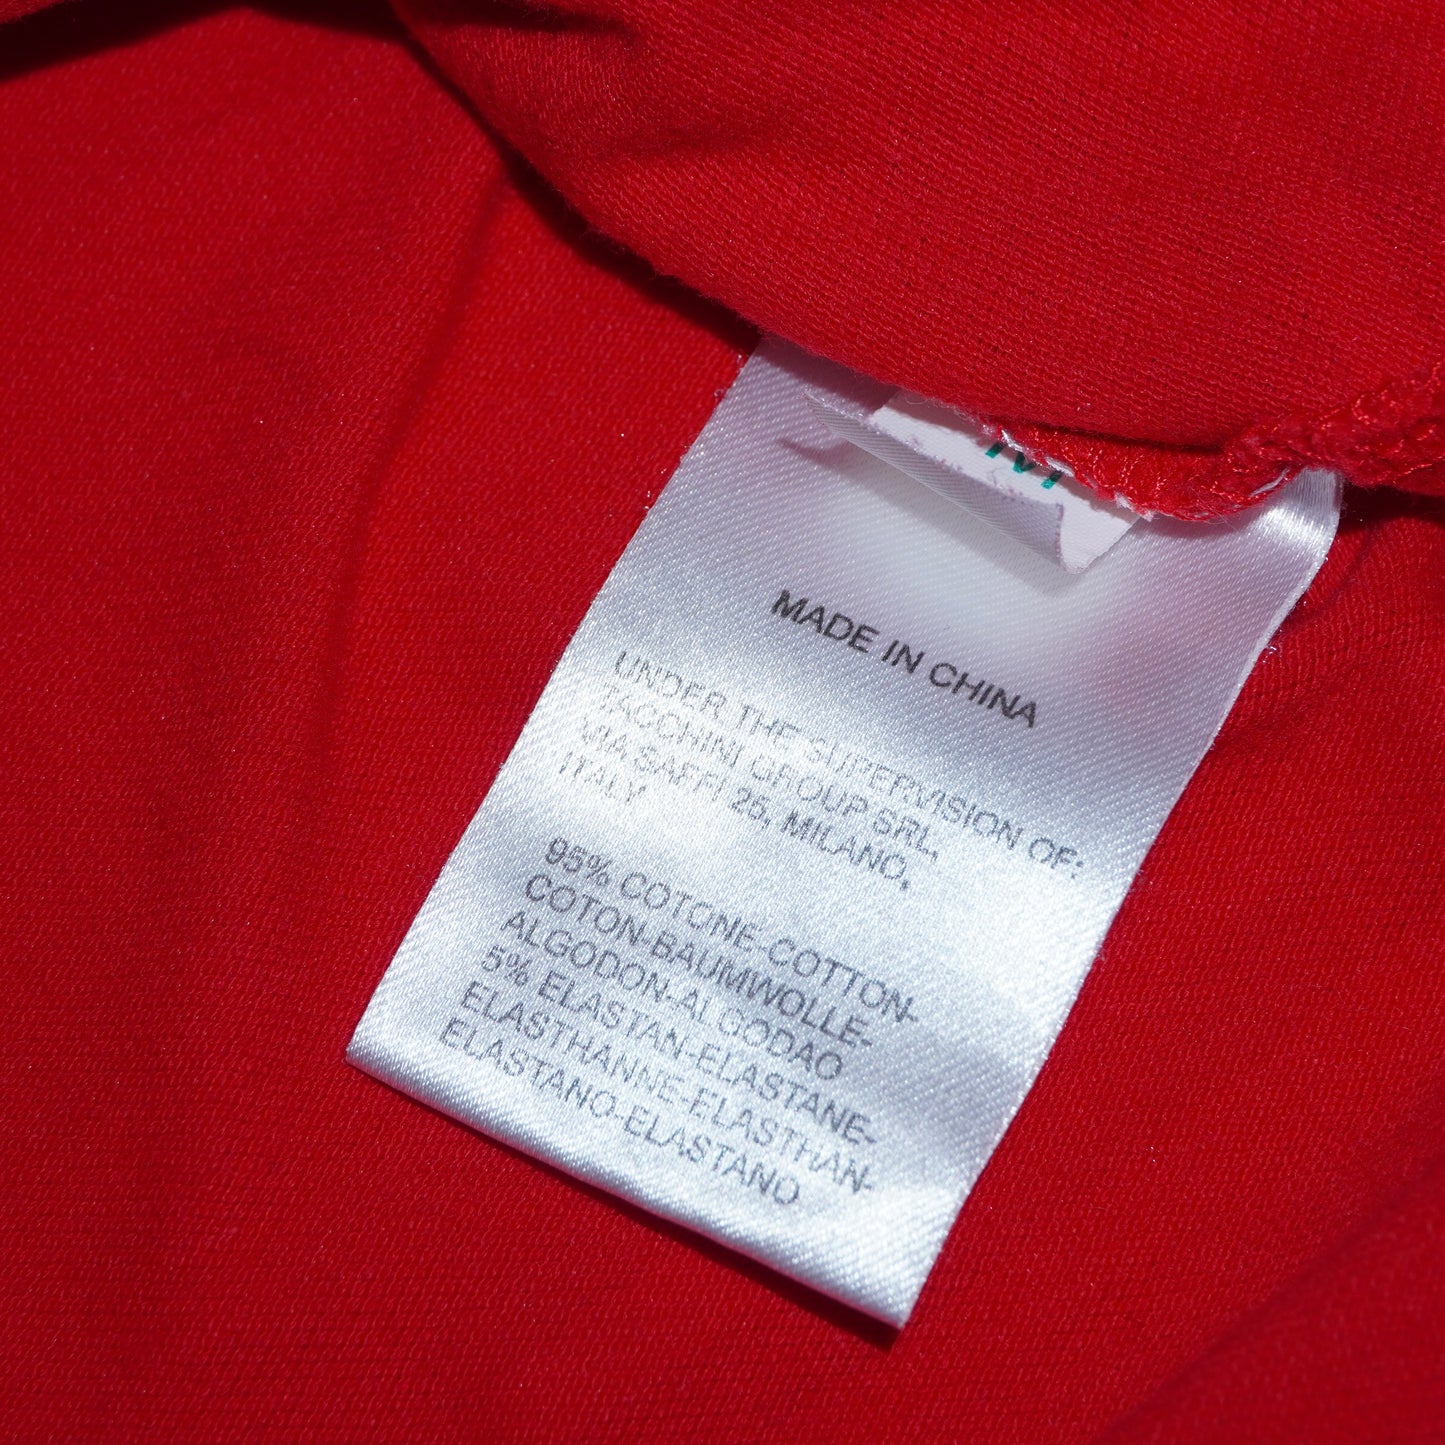 M
MADE IN CHINA
UNDER THE SUPERVISION OF:
TACCHINI GROUP SRL,
VIA SAFFI 25, MILANO,
ITALY
95% COTONE-COTTON-
COTON-BAUMWOLLE-
ALGODON-ALGODAO
5% ELASTAN-ELASTANE-
ELASTHANNE-ELASTHAN-
ELASTANO-ELASTANO